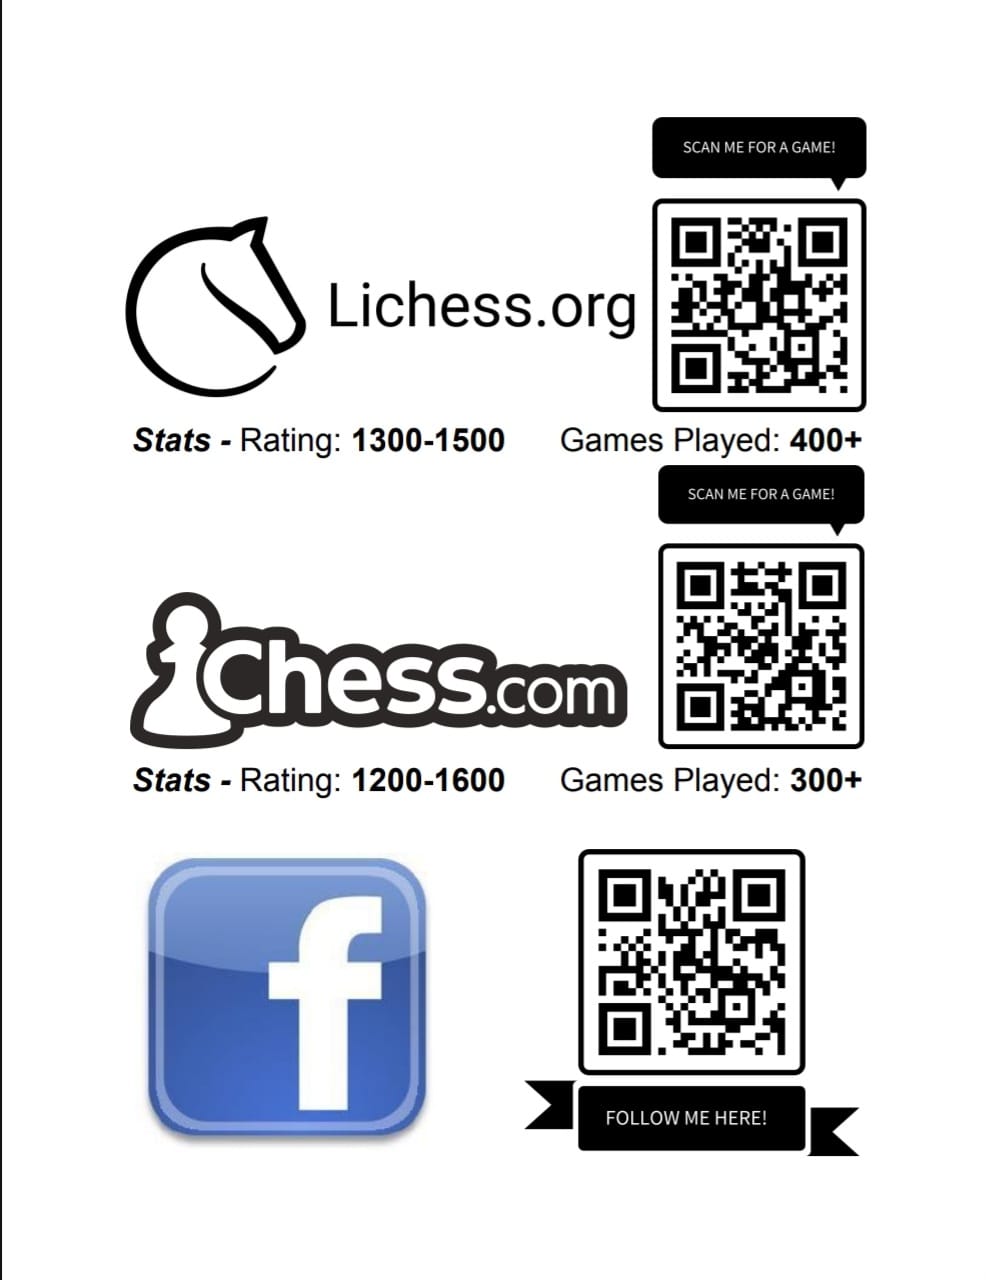 SCAN ME FOR A GAME!
Lichess.org
Stats - Rating: 1300-1500 Games Played: 400+
SCAN ME FOR A GAME!
Chess.com
Stats - Rating: 1200-1600 Games Played: 300+
f
FOLLOW ME HERE!